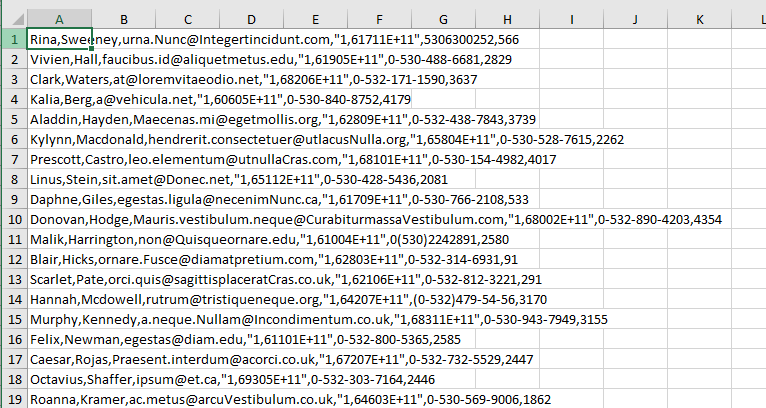 A B C D E F G H I J K L
1 Rina,Sweeney,urna.Nunc@Integertincidunt.com,"1,61711E+11",5306300252,566
2 Vivien,Hall,faucibus.id@aliquetmetus.edu,"1,61905E+11",0-530-488-6681,2829
3 Clark,Waters,at@loremvitaeodio.net,"1,68206E+11",0-532-171-1590,3637
4 Kalia,Berg,a@vehicula.net,"1,60605E+11",0-530-840-8752,4179
5 Aladdin,Hayden,Maecenas.mi@egetmollis.org,"1,62809E+11",0-532-438-7843,3739
6 Kylynn,Macdonald,hendrerit.consectetuer@utlacusNulla.org,"1,65804E+11",0-530-528-7615,2262
7 Prescott,Castro,leo.elementum@utnullaCras.com,"1,68101E+11",0-530-154-4982,4017
8 Linus,Stein,sit.amet@Donec.net,"1,65112E+11",0-530-428-5436,2081
9 Daphne,Giles,egestas.ligula@necenimNunc.ca,"1,61709E+11",0-530-766-2108,533
10 Donovan,Hodge,Mauris.vestibulum.neque@CurabiturmassaVestibulum.com,"1,68002E+11",0-532-890-4203,4354
11 Malik,Harrington,non@Quisqueornare.edu,"1,61004E+11",0(530)2242891,2580
12 Blair,Hicks,ornare.Fusce@diamatpretium.com,"1,62803E+11",0-532-314-6931,91
13 Scarlet,Pate,orci.quis@sagittisplaceratCras.co.uk,"1,62106E+11",0-532-812-3221,291
14 Hannah,Mcdowell,rutrum@tristiqueneque.org,"1,64207E+11",(0-532)479-54-56,3170
15 Murphy,Kennedy,a.neque.Nullam@Incondimentum.co.uk,"1,68311E+11",0-530-943-7949,3155
16 Felix,Newman,egestas@diam.edu,"1,61101E+11",0-532-800-5365,2585
17 Caesar,Rojas,Praesent.interdum@acorci.co.uk,"1,67207E+11",0-532-732-5529,2447
18 Octavius,Shaffer,ipsum@et.ca,"1,69305E+11",0-532-303-7164,2446
19 Roanna,Kramer,ac.metus@arcuVestibulum.co.uk,"1,64603E+11",0-530-569-9006,1862